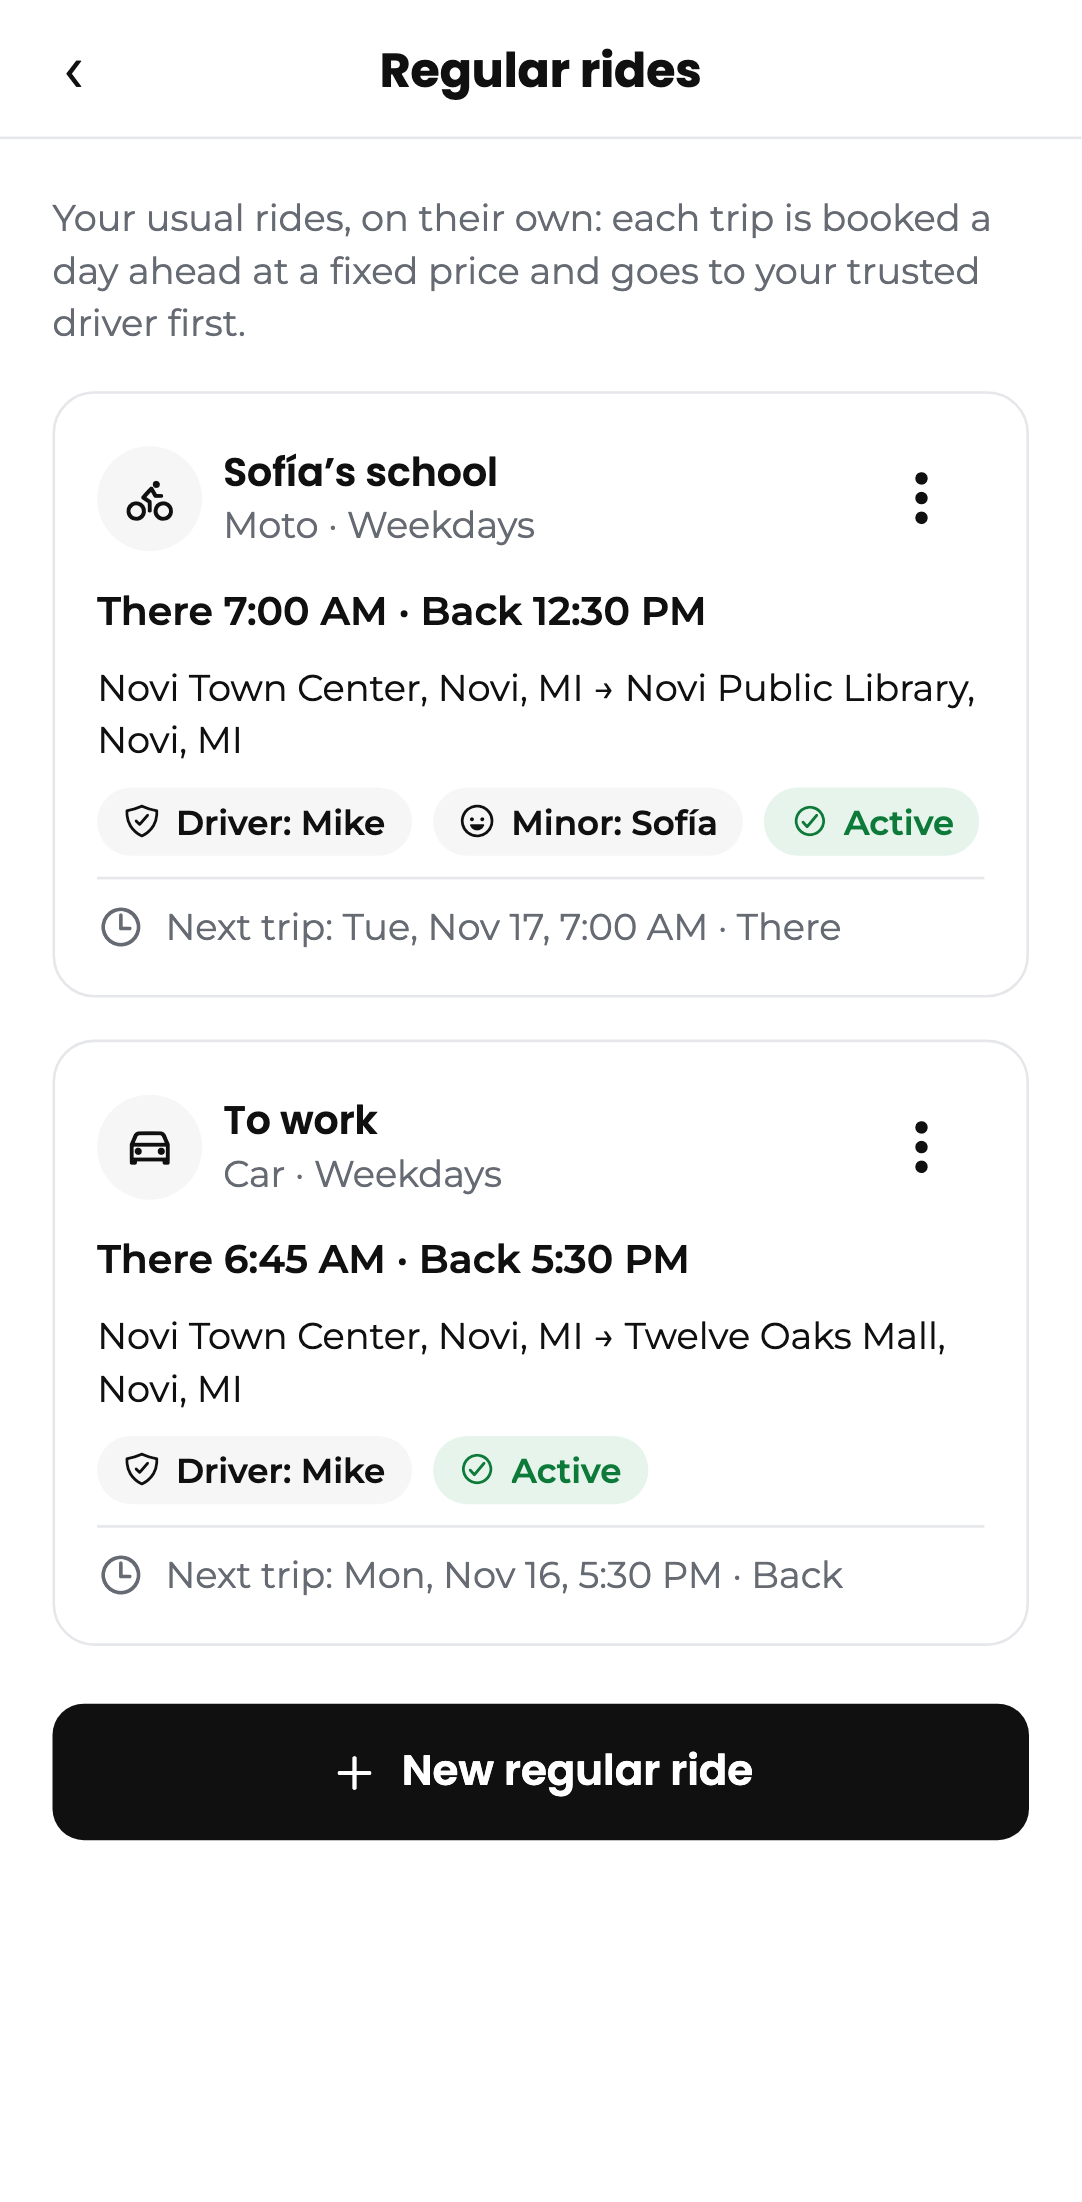 Regular rides
Your usual rides, on their own: each trip is booked a
day ahead at a fixed price and goes to your trusted
driver first.
Sofía’s school
Moto · Weekdays
There 7:00 AM · Back 12:30 PM
Novi Town Center, Novi, MI → Novi Public Library,
Novi, MI
Driver: Mike
Minor: Sofía
Active
Next trip: Tue, Nov 17, 7:00 AM · There
To work
Car · Weekdays
There 6:45 AM · Back 5:30 PM
Novi Town Center, Novi, MI → Twelve Oaks Mall,
Novi, MI
Driver: Mike
Active
Next trip: Mon, Nov 16, 5:30 PM · Back
+ New regular ride